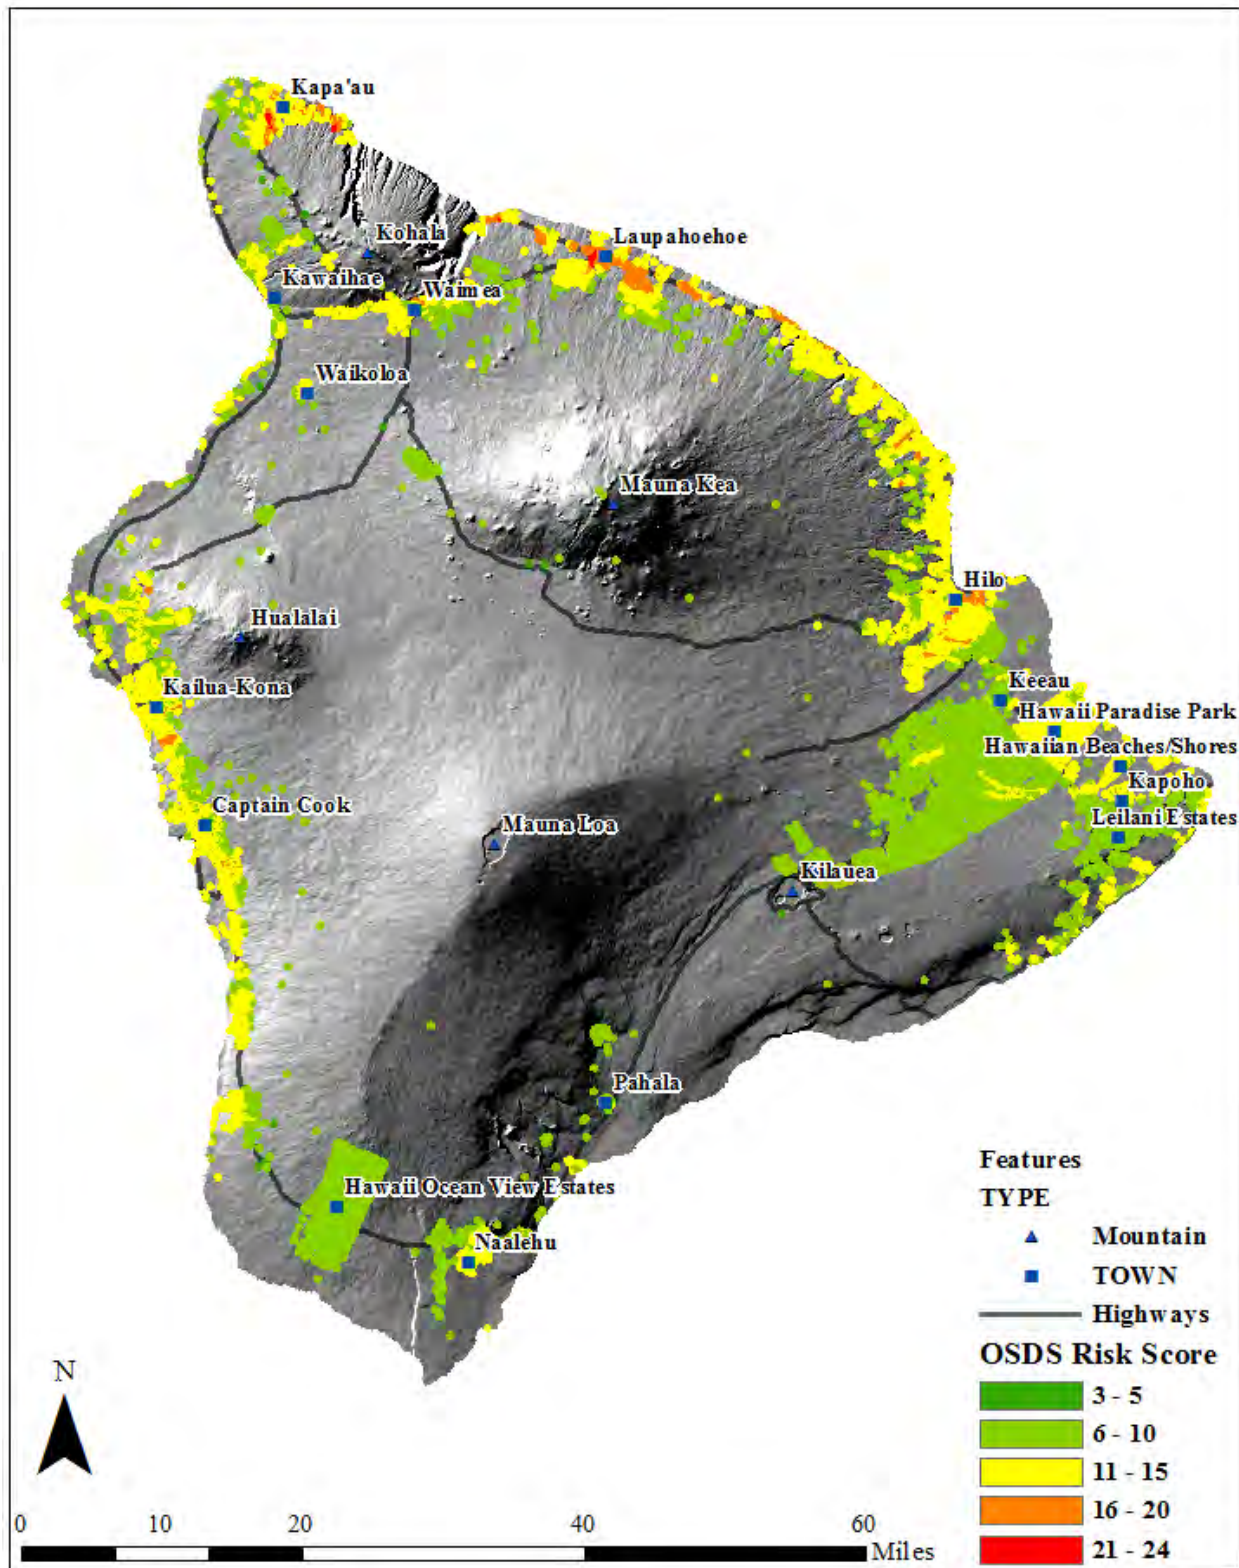 Kapa'au
Kohala
Laupahoehoe
Kawaihae
Waimea
Waikoloa
Mauna Kea
Hilo
Hualalai
Kailua-Kona
Keeau
Hawaii Paradise Park
Hawaiian Beaches/Shores
Kapoho
Captain Cook
Mauna Loa
Leilani Estates
Kilauea
Pahala
Hawaii Ocean View Estates
Naalehu
Features
TYPE
Mountain
TOWN
Highways
OSDS Risk Score
3 - 5
6 - 10
11 - 15
16 - 20
21 - 24
N
0 10 20 40 60
Miles